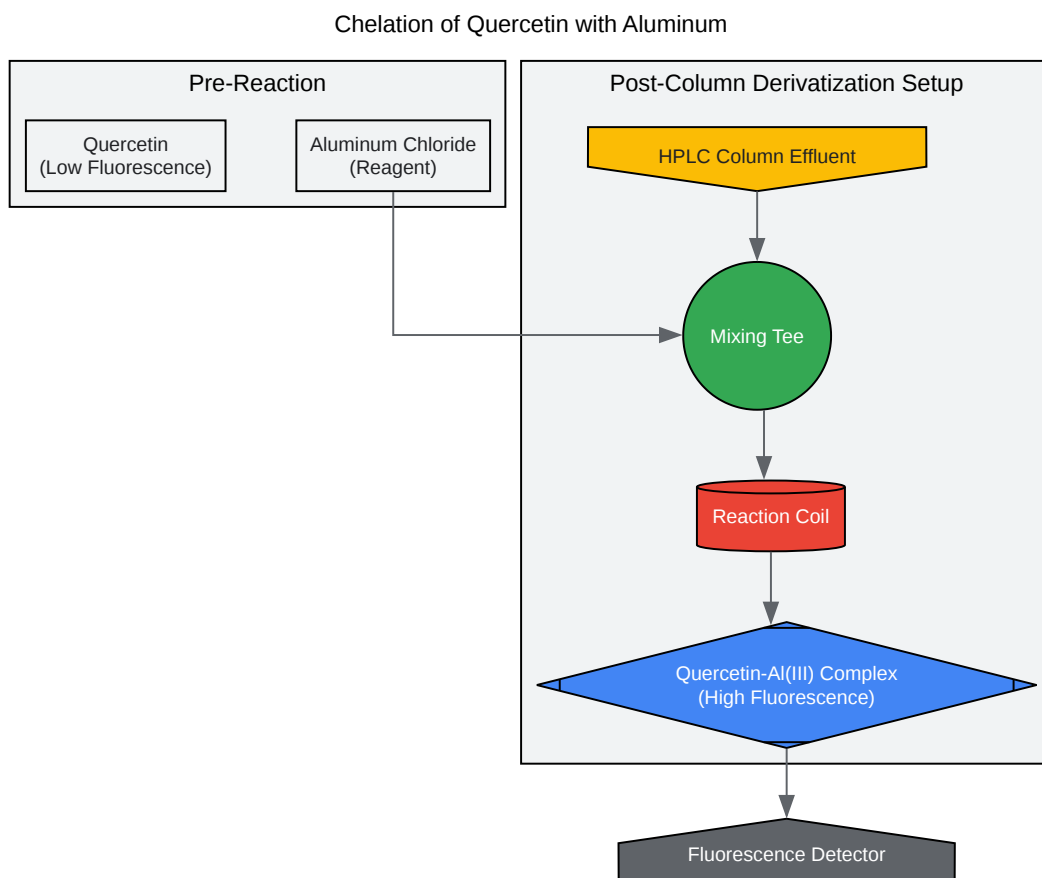 Chelation of Quercetin with Aluminum
Pre-Reaction
Quercetin
(Low Fluorescence)
Aluminum Chloride
(Reagent)
Post-Column Derivatization Setup
HPLC Column Effluent
Mixing Tee
Reaction Coil
Quercetin-Al(III) Complex
(High Fluorescence)
Fluorescence Detector